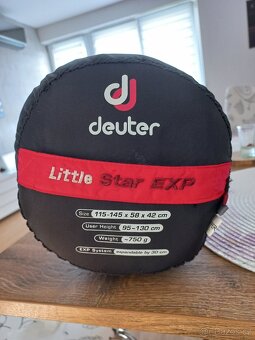 deuter
Little Star EXP
Size: 115-145 x 58 x 42 cm
User Height: 95-130 cm
Weight: ~750 g
EXP System: expandable by 30 cm